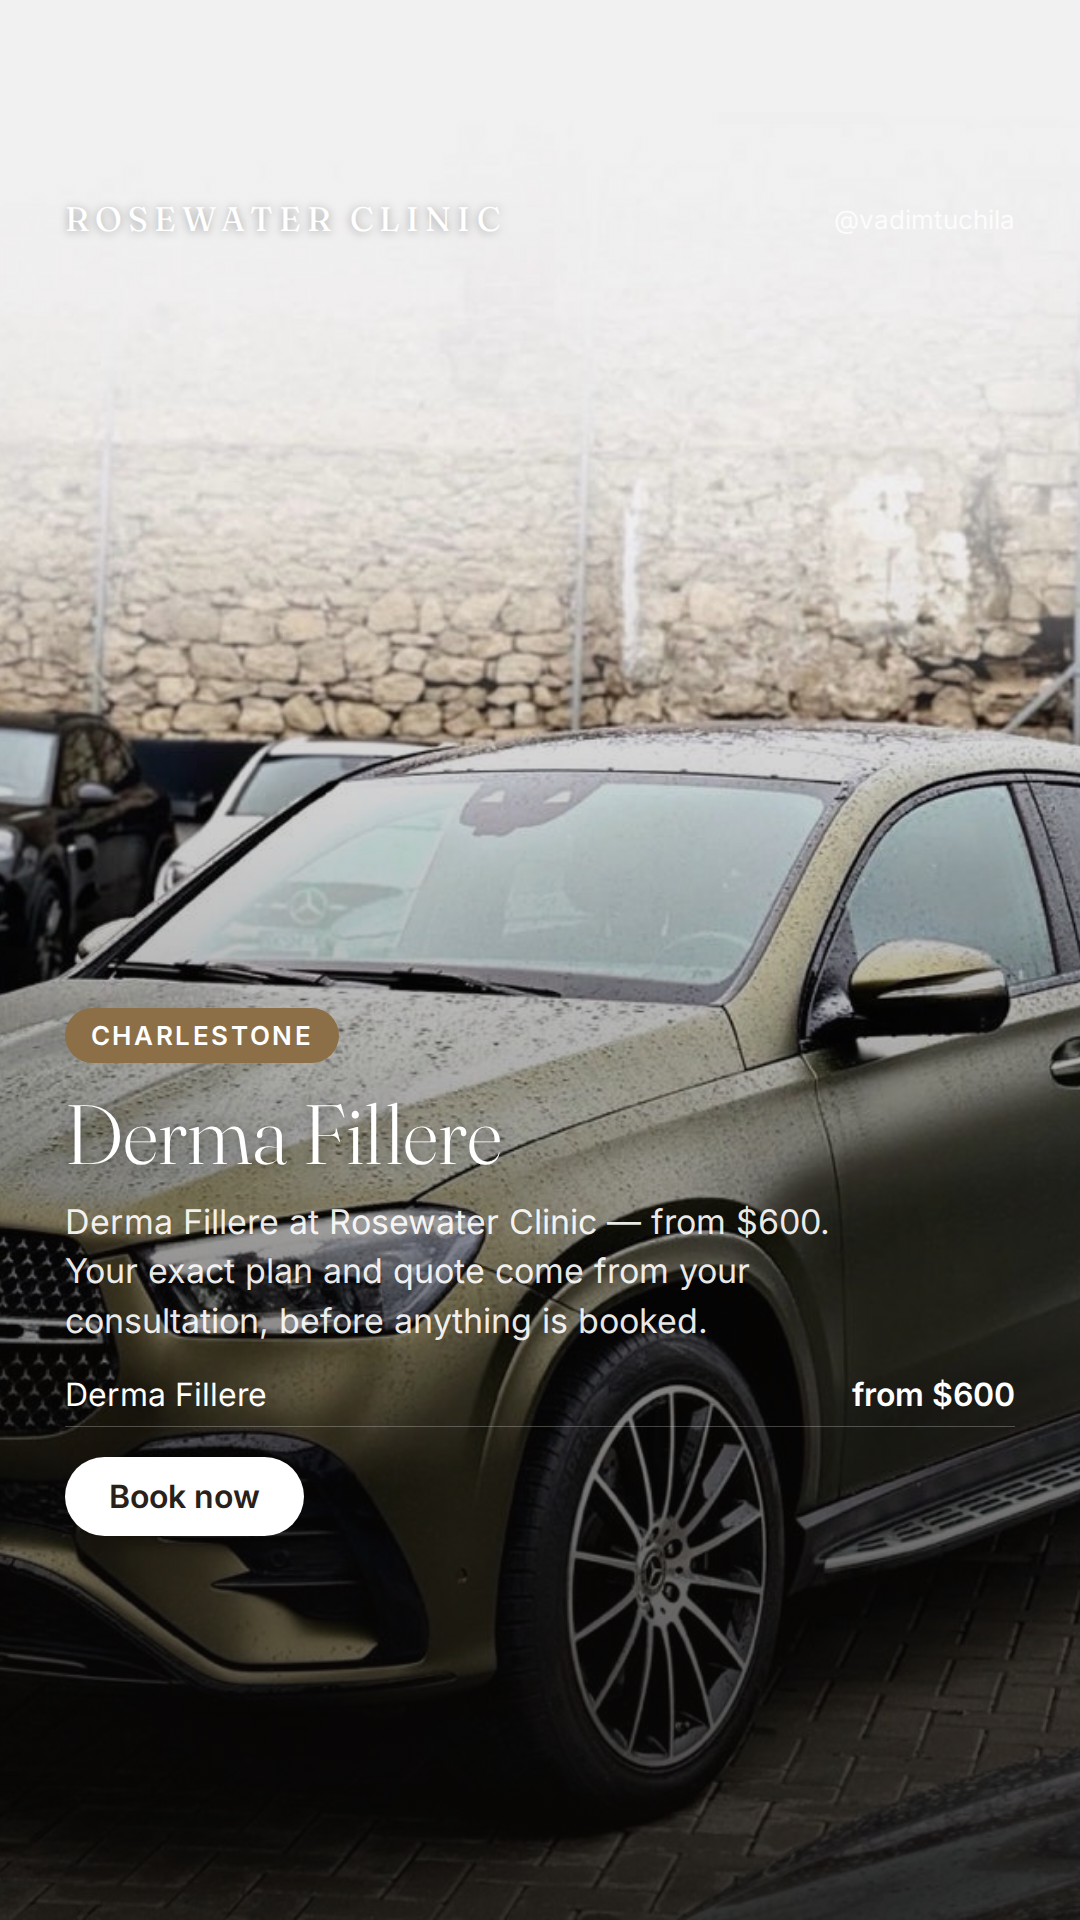 ROSEWATER CLINIC
@vadimtuchila
CHARLESTONE
Derma Fillere
Derma Fillere at Rosewater Clinic — from $600.
Your exact plan and quote come from your
consultation, before anything is booked.
Derma Fillere from $600
Book now